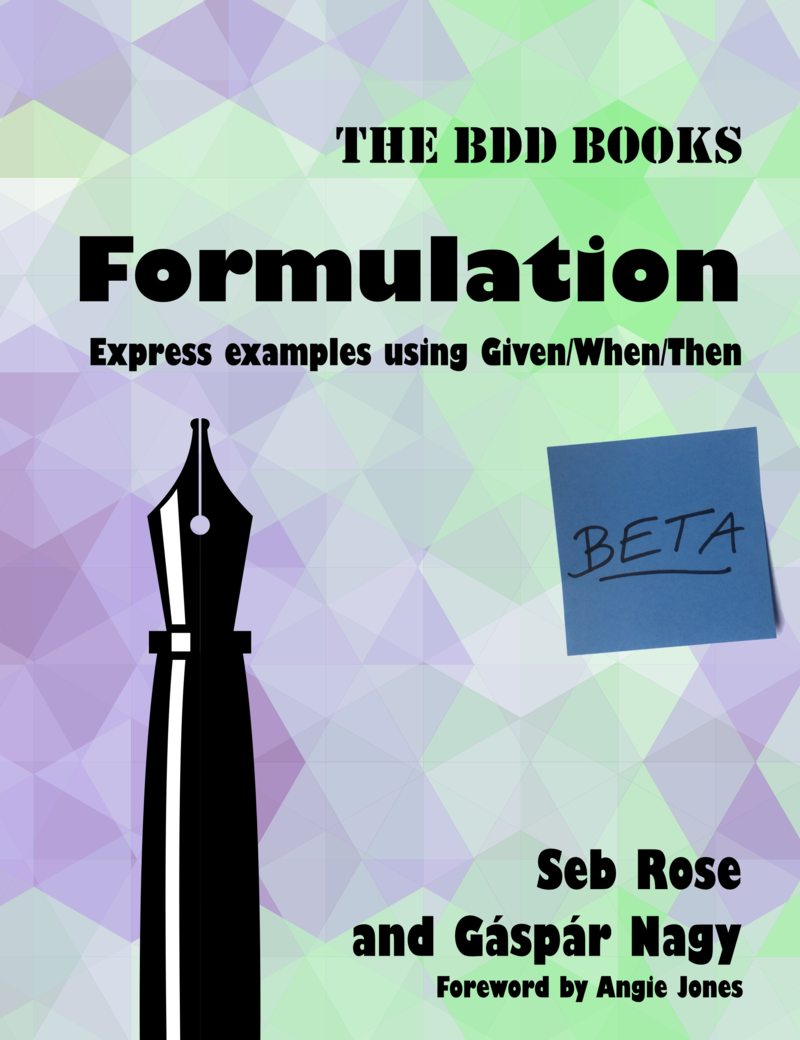 THE BDD BOOKS
Formulation
Express examples using Given/When/Then
BETA
Seb Rose
and Gáspár Nagy
Foreword by Angie Jones